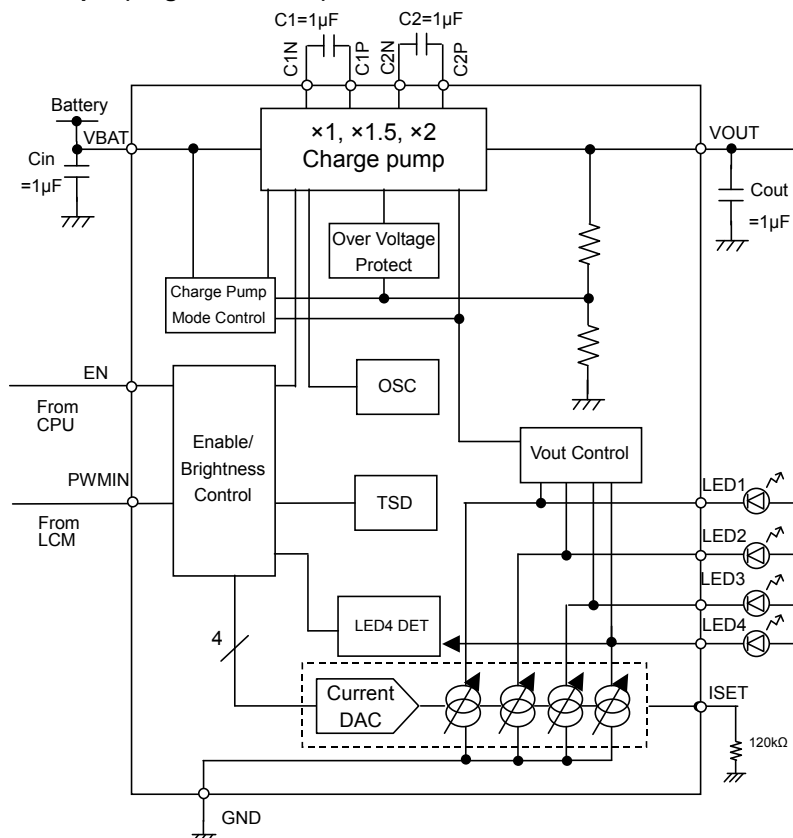 C1=1μF
C2=1μF
C1N
C1P
C2N
C2P
Battery
VBAT
×1, ×1.5, ×2
Charge pump
VOUT
Cin
=1μF
Cout
=1μF
Over Voltage
Protect
Charge Pump
Mode Control
EN
From
CPU
OSC
Enable/
Brightness
Control
Vout Control
PWMIN
From
LCM
TSD
LED1
LED2
LED3
LED4
LED4 DET
4
Current
DAC
ISET
120kΩ
GND